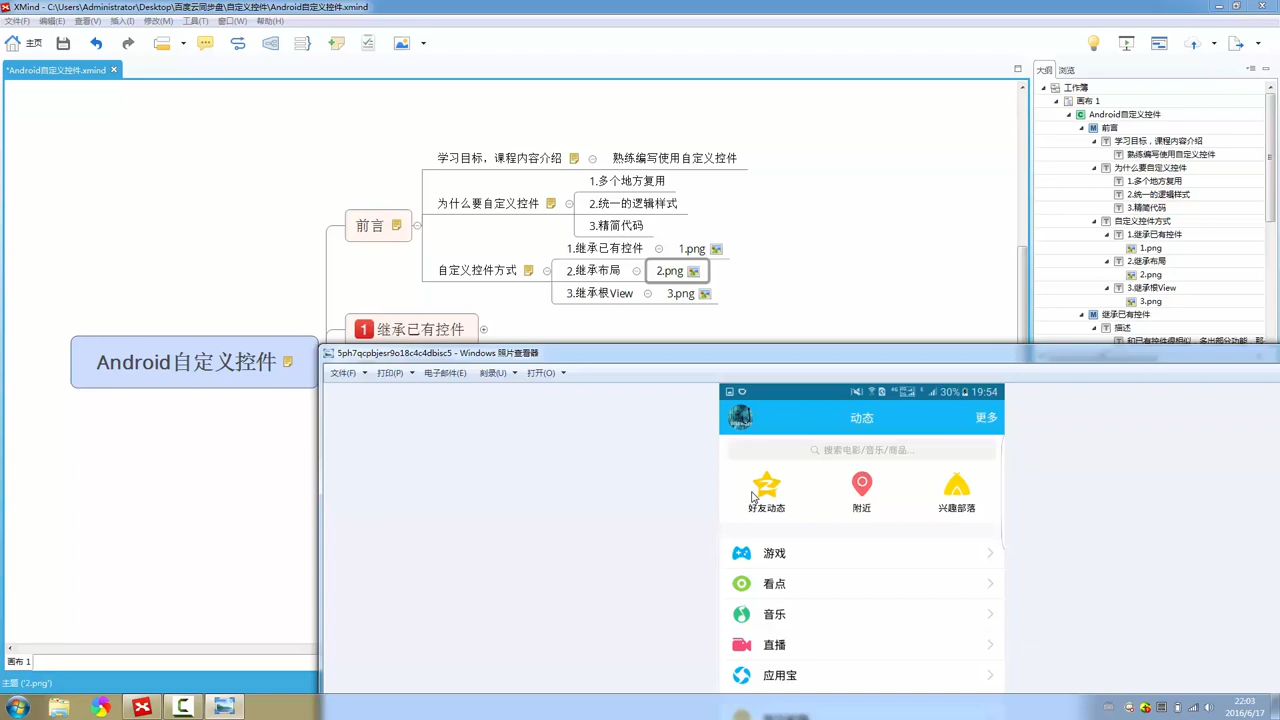 XMind - C:\Users\Administrator\Desktop\百度云同步盘\自定义控件\Android自定义控件.xmind
文件(F) 编辑(E) 查看(V) 插入(I) 修改(M) 工具(T) 窗口(W) 帮助(H)
主页
*Android自定义控件.xmind
大纲 浏览
工作簿
画布 1
Android自定义控件
前言
学习目标，课程内容介绍
熟练编写使用自定义控件
为什么要自定义控件
1.多个地方复用
2.统一的逻辑样式
3.精简代码
自定义控件方式
1.继承已有控件
1.png
2.继承布局
2.png
3.继承根View
3.png
继承已有控件
描述
学习目标，课程内容介绍 熟练编写使用自定义控件
1.多个地方复用
为什么要自定义控件 2.统一的逻辑样式
前言 3.精简代码
1.继承已有控件 1.png
自定义控件方式 2.继承布局 2.png
3.继承根View 3.png
1 继承已有控件
Android自定义控件
5ph7qcpbjesr9o18c4c4dbisc5 - Windows 照片查看器
文件(F) 打印(P) 电子邮件(E) 刻录(U) 打开(O)
30% 19:54
动态 更多
搜索电影/音乐/商品...
好友动态 附近 兴趣部落
游戏
看点
音乐
直播
应用宝
画布 1
主题 ('2.png')
22:03
2016/6/17